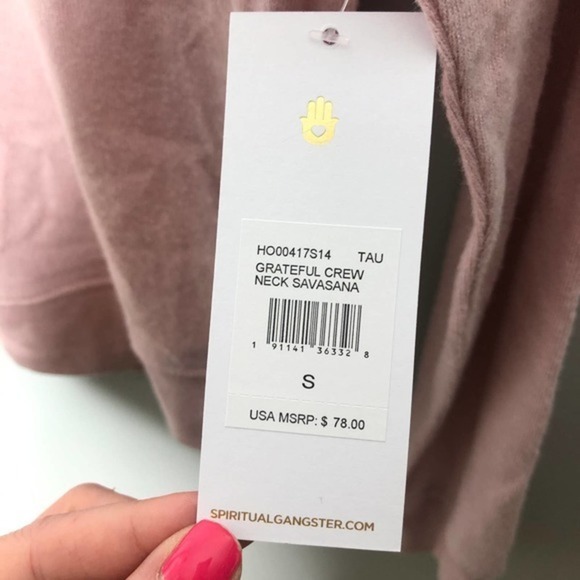 HO00417S14 TAU
GRATEFUL CREW
NECK SAVASANA
1 91141 36332 8
S
USA MSRP: $ 78.00
SPIRITUALGANGSTER.COM